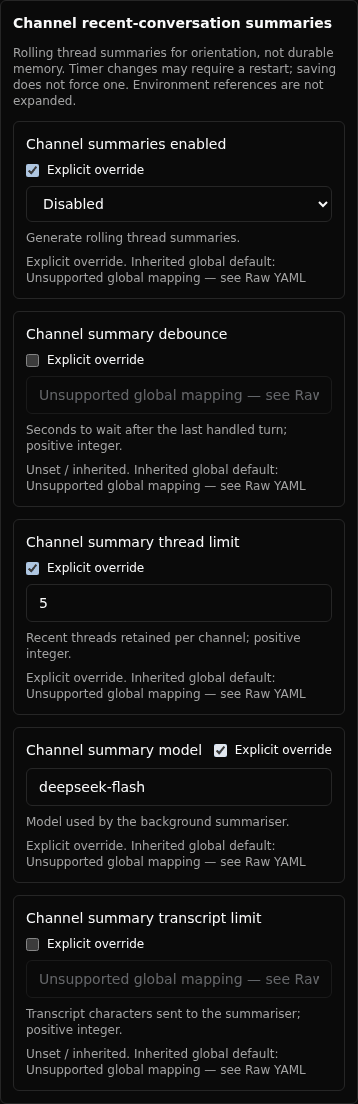 Channel recent-conversation summaries
Rolling thread summaries for orientation, not durable
memory. Timer changes may require a restart; saving
does not force one. Environment references are not
expanded.
Channel summaries enabled
Explicit override
Disabled
Generate rolling thread summaries.
Explicit override. Inherited global default:
Unsupported global mapping — see Raw YAML
Channel summary debounce
Explicit override
Unsupported global mapping — see Raw
Seconds to wait after the last handled turn;
positive integer.
Unset / inherited. Inherited global default:
Unsupported global mapping — see Raw YAML
Channel summary thread limit
Explicit override
5
Recent threads retained per channel; positive
integer.
Explicit override. Inherited global default:
Unsupported global mapping — see Raw YAML
Channel summary model Explicit override
deepseek-flash
Model used by the background summariser.
Explicit override. Inherited global default:
Unsupported global mapping — see Raw YAML
Channel summary transcript limit
Explicit override
Unsupported global mapping — see Raw
Transcript characters sent to the summariser;
positive integer.
Unset / inherited. Inherited global default:
Unsupported global mapping — see Raw YAML